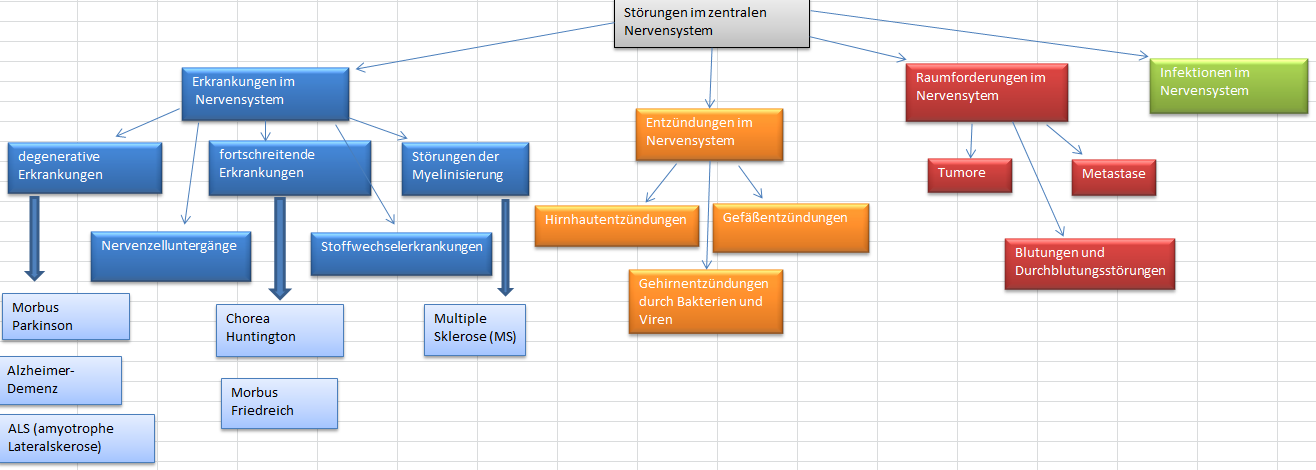 Störungen im zentralen
Nervensystem
Erkrankungen im
Nervensystem
Entzündungen im
Nervensystem
Raumforderungen im
Nervensytem
Infektionen im
Nervensystem
degenerative
Erkrankungen
fortschreitende
Erkrankungen
Störungen der
Myelinisierung
Nervenzelluntergänge
Stoffwechselerkrankungen
Morbus
Parkinson
Alzheimer-
Demenz
ALS (amyotrophe
Lateralskerose)
Chorea
Huntington
Morbus
Friedreich
Multiple
Sklerose (MS)
Hirnhautentzündungen
Gefäßentzündungen
Gehirnentzündungen
durch Bakterien und
Viren
Tumore
Metastase
Blutungen und
Durchblutungsstörungen